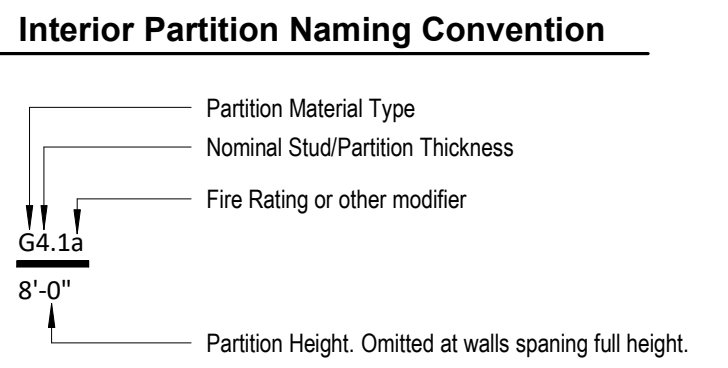 Interior Partition Naming Convention
Partition Material Type
Nominal Stud/Partition Thickness
Fire Rating or other modifier
G4.1a
8'-0"
Partition Height. Omitted at walls spaning full height.